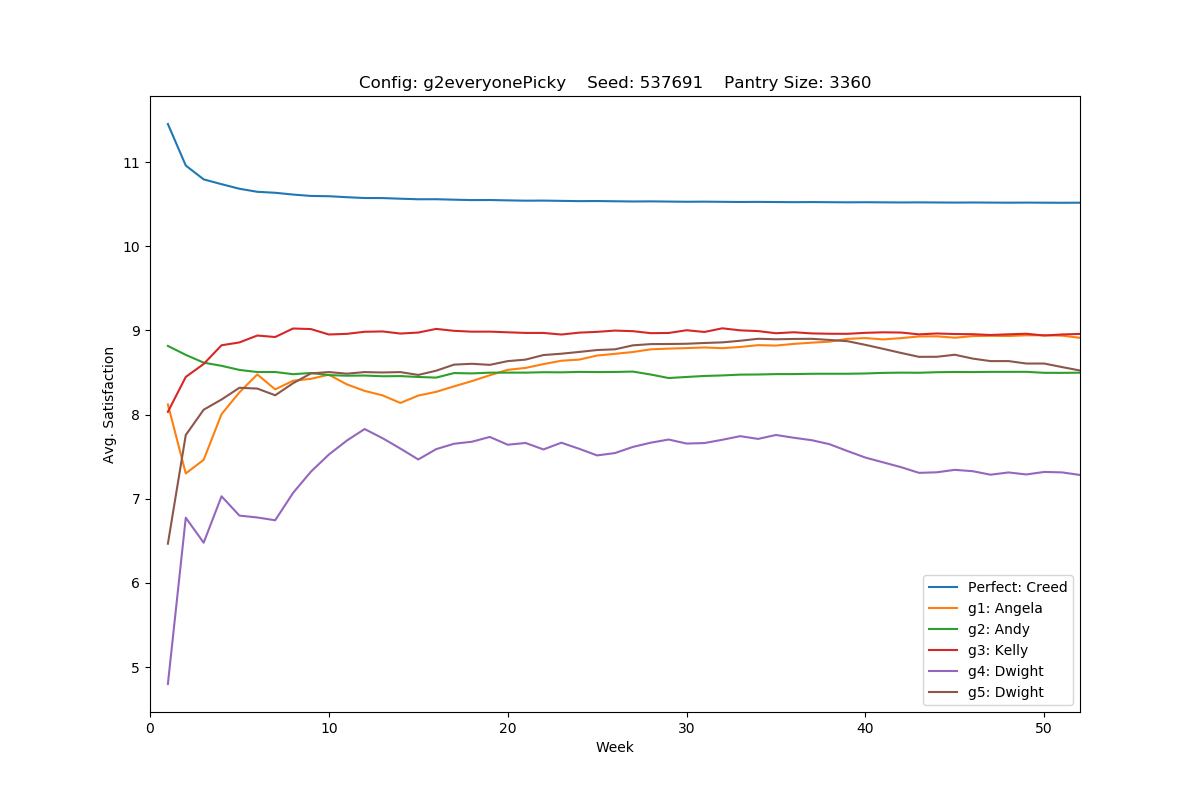 Config: g2everyonePicky    Seed: 537691    Pantry Size: 3360
Avg. Satisfaction
11
10
9
8
7
6
5
0 10 20 30 40 50
Week
Perfect: Creed
g1: Angela
g2: Andy
g3: Kelly
g4: Dwight
g5: Dwight